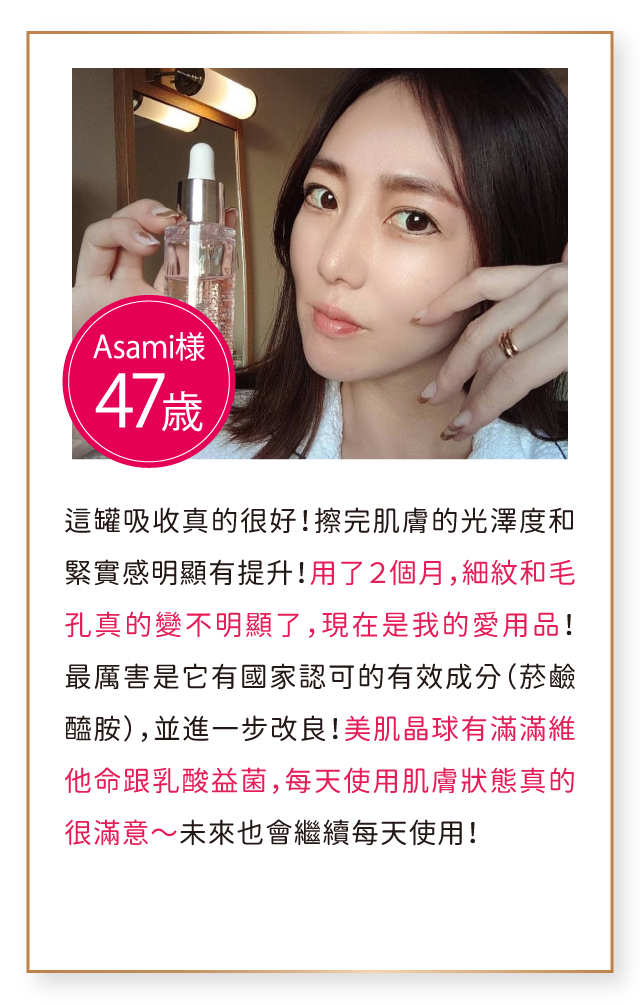 Asami様
47歳
這罐吸收真的很好！擦完肌膚的光澤度和
緊實感明顯有提升！用了２個月，細紋和毛
孔真的變不明顯了，現在是我的愛用品！
最厲害是它有國家認可的有效成分（菸鹼
醯胺），並進一步改良！美肌晶球有滿滿維
他命跟乳酸益菌，每天使用肌膚狀態真的
很滿意～未來也會繼續每天使用！